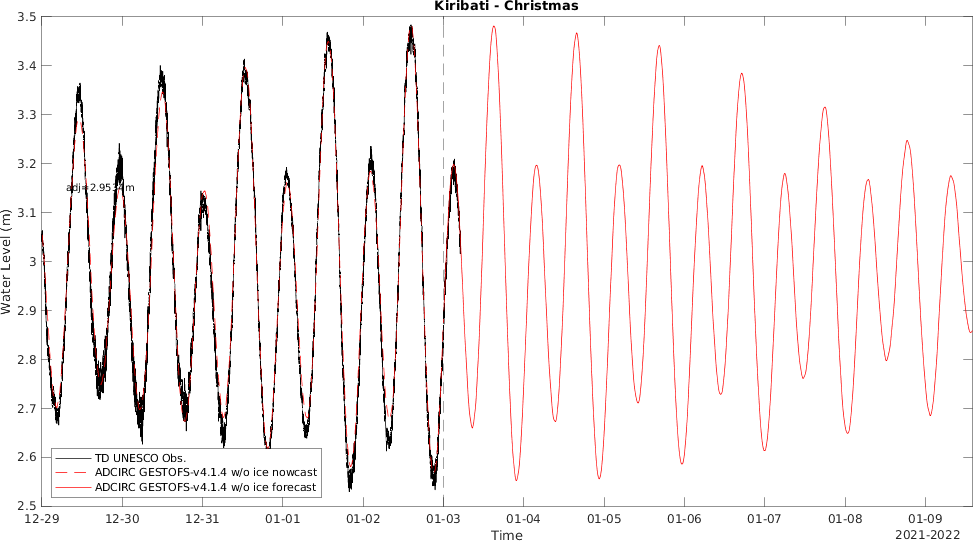 Kiribati - Christmas
3.5
3.4
3.3
3.2
3.1
3
2.9
2.8
2.7
2.6
2.5
Water Level (m)
TD UNESCO Obs.
ADCIRC GESTOFS-v4.1.4 w/o ice nowcast
ADCIRC GESTOFS-v4.1.4 w/o ice forecast
12-29 12-30 12-31 01-01 01-02 01-03 01-04 01-05 01-06 01-07 01-08 01-09
Time
2021-2022